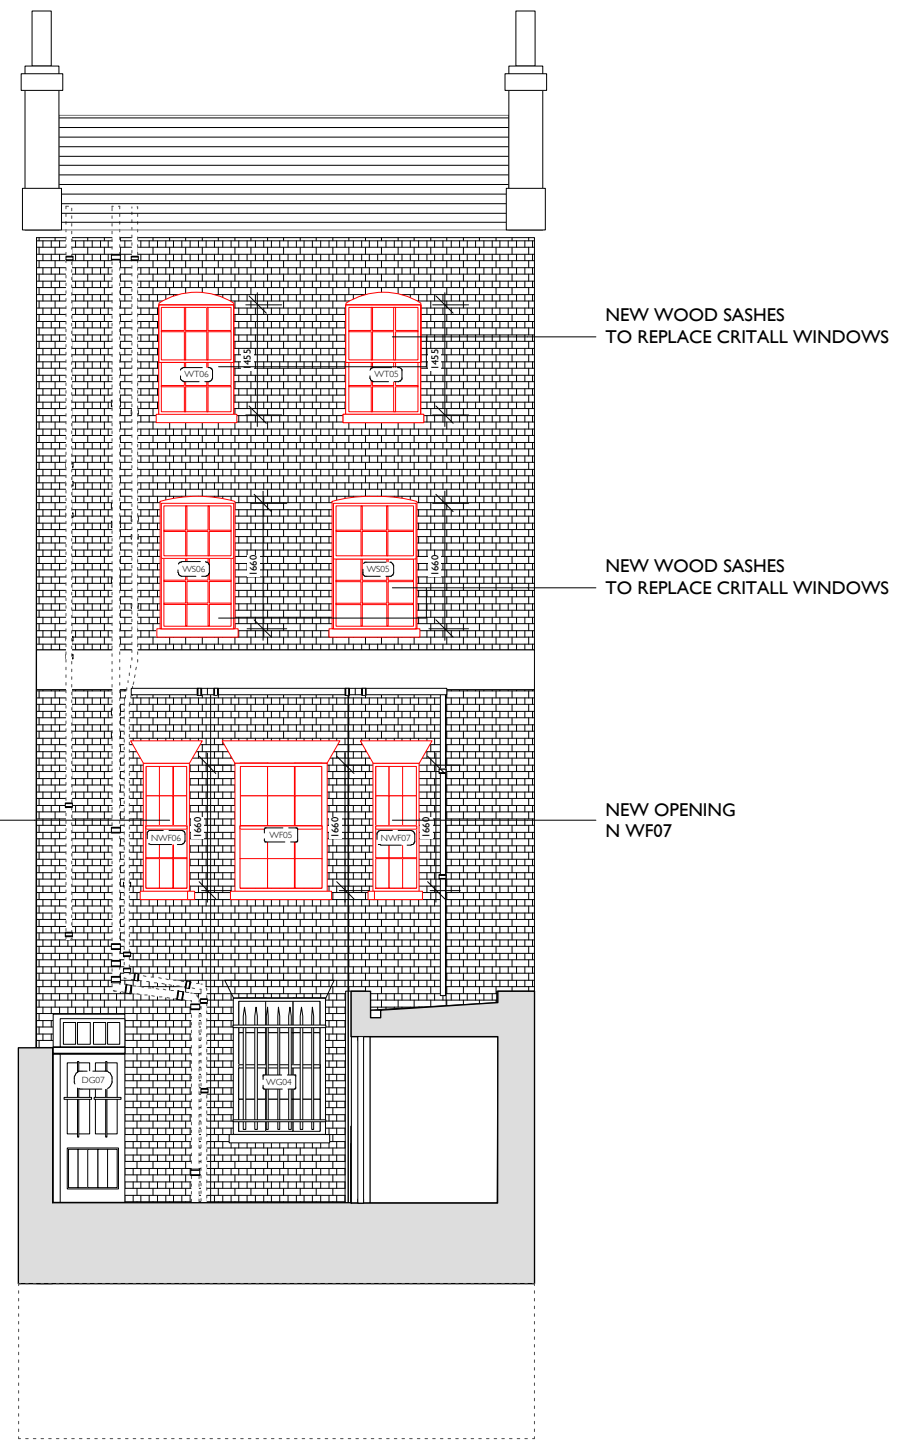 NEW WOOD SASHES
TO REPLACE CRITALL WINDOWS
1455
1455
WT06
WT05
NEW WOOD SASHES
TO REPLACE CRITALL WINDOWS
1660
1660
WS06
WS05
NEW OPENING
N WF07
1660
1660
1660
NWF06
WF05
NWF07
DG07
WG04